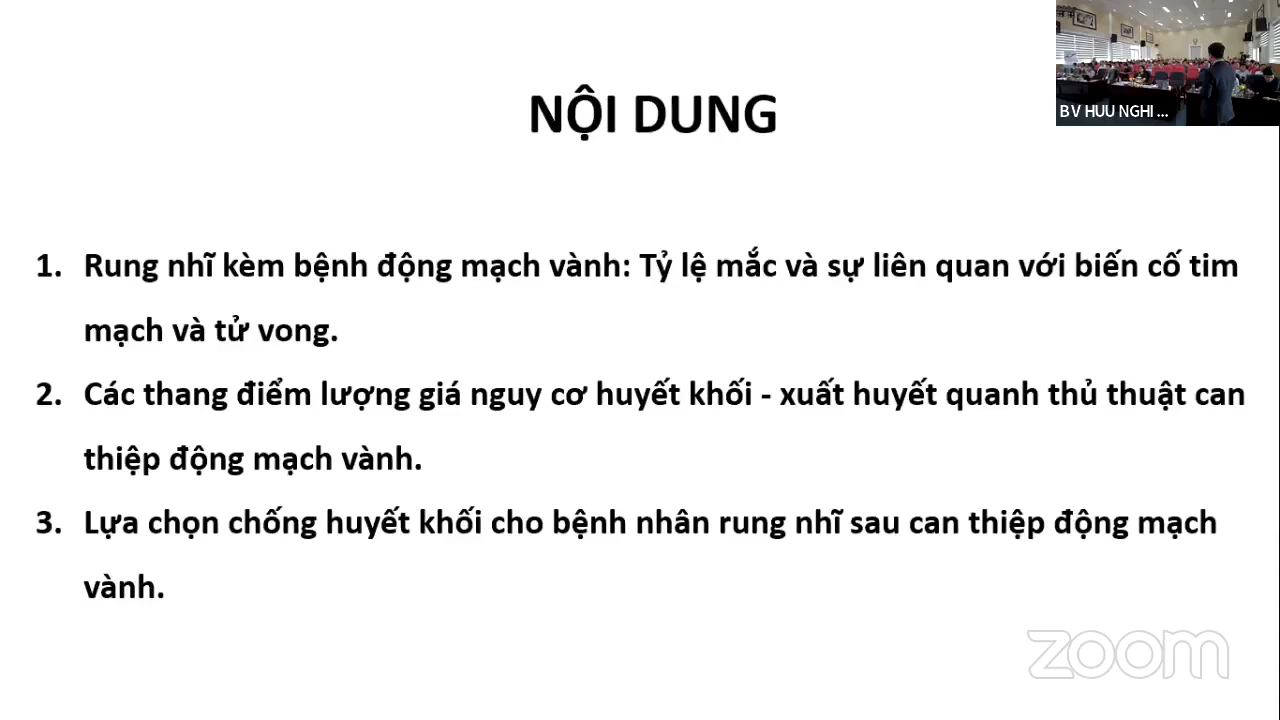 BV HUU NGHI ...
NỘI DUNG
1. Rung nhĩ kèm bệnh động mạch vành: Tỷ lệ mắc và sự liên quan với biến cố tim
mạch và tử vong.
2. Các thang điểm lượng giá nguy cơ huyết khối - xuất huyết quanh thủ thuật can
thiệp động mạch vành.
3. Lựa chọn chống huyết khối cho bệnh nhân rung nhĩ sau can thiệp động mạch
vành.
zoom